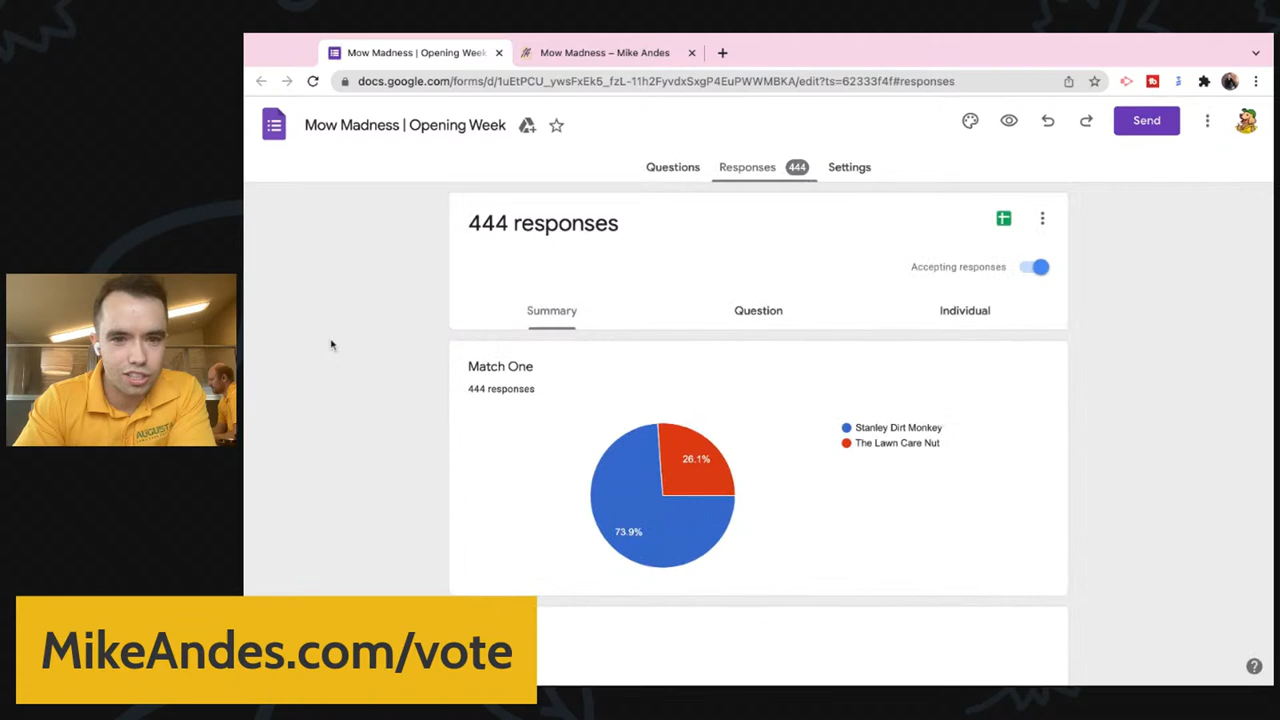 Mow Madness | Opening Week
Mow Madness – Mike Andes
docs.google.com/forms/d/1uEtPCU_ywsFxEk5_fzL-11h2FyvdxSxgP4EuPWWMBKA/edit?ts=62333f4f#responses
Mow Madness | Opening Week
Send
Questions
Responses 444
Settings
444 responses
Accepting responses
Summary
Question
Individual
Match One
444 responses
Stanley Dirt Monkey
The Lawn Care Nut
26.1%
73.9%
AUGUSTA
MikeAndes.com/vote